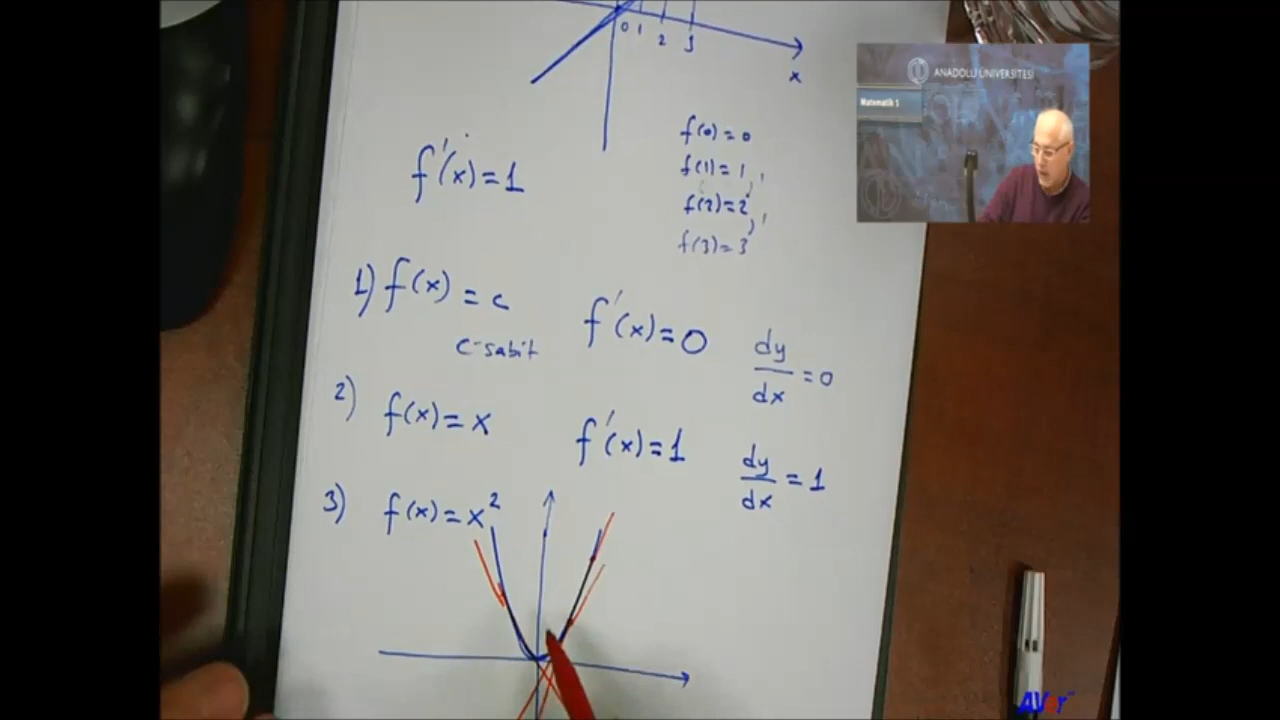 0 1 2 3
x
ANADOLU ÜNİVERSİTESİ
Matematik 1
f(0)=0
f(1)=1
f(2)=2
f(3)=3
f'(x)=1
1) f(x)=c f'(x)=0 dy/dx=0
c-sabit
2) f(x)=x f'(x)=1 dy/dx=1
3) f(x)=x²
AVer